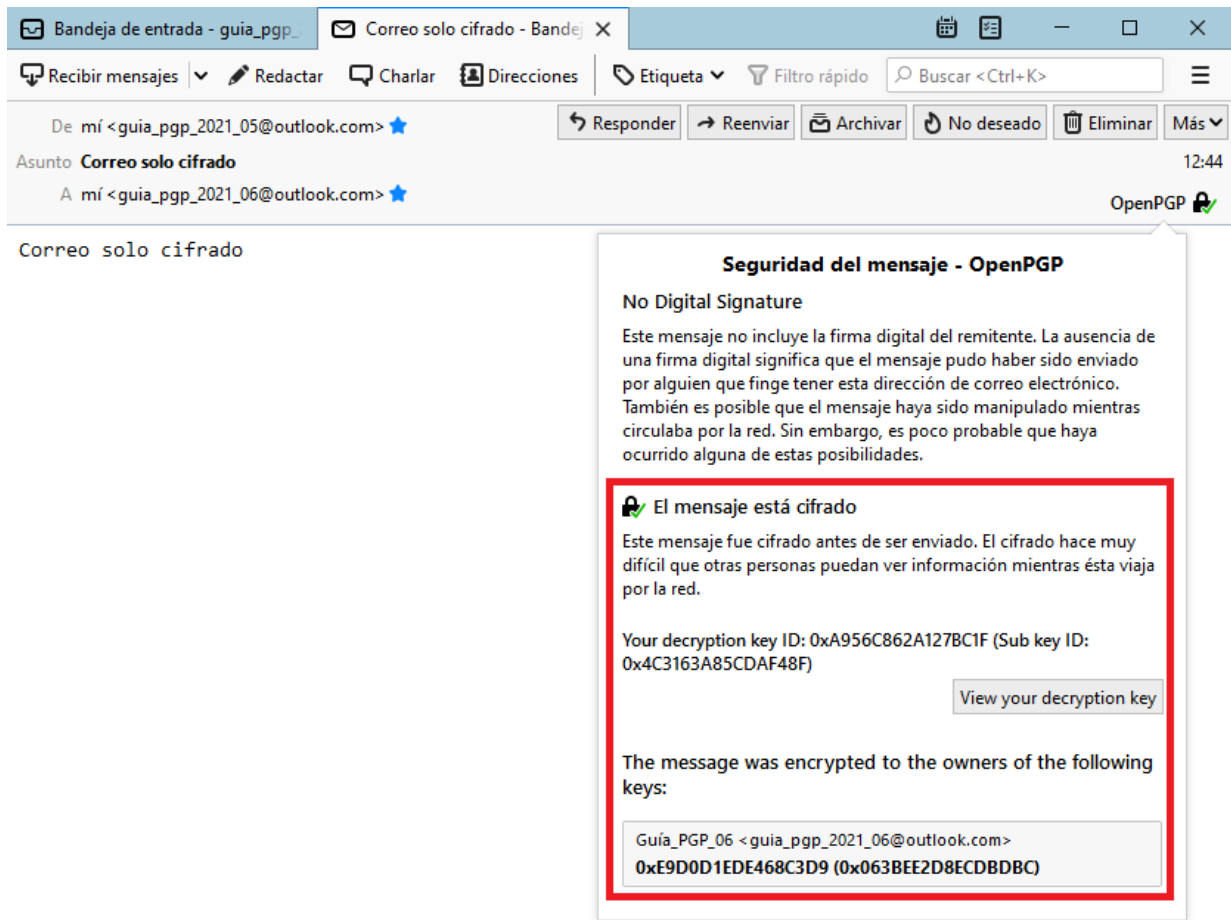 Bandeja de entrada - guia_pgp_
Correo solo cifrado - Bandej
Recibir mensajes Redactar Charlar Direcciones Etiqueta Filtro rápido Buscar <Ctrl+K>
De mí <guia_pgp_2021_05@outlook.com> Responder Reenviar Archivar No deseado Eliminar Más
Asunto Correo solo cifrado 12:44
A mí <guia_pgp_2021_06@outlook.com>
OpenPGP
Correo solo cifrado
Seguridad del mensaje - OpenPGP
No Digital Signature
Este mensaje no incluye la firma digital del remitente. La ausencia de
una firma digital significa que el mensaje pudo haber sido enviado
por alguien que finge tener esta dirección de correo electrónico.
También es posible que el mensaje haya sido manipulado mientras
circulaba por la red. Sin embargo, es poco probable que haya
ocurrido alguna de estas posibilidades.
El mensaje está cifrado
Este mensaje fue cifrado antes de ser enviado. El cifrado hace muy
difícil que otras personas puedan ver información mientras ésta viaja
por la red.
Your decryption key ID: 0xA956C862A127BC1F (Sub key ID:
0x4C3163A85CDAF48F)
View your decryption key
The message was encrypted to the owners of the following
keys:
Guía_PGP_06 <guia_pgp_2021_06@outlook.com>
0xE9D0D1EDE468C3D9 (0x063BEE2D8ECDBDBC)